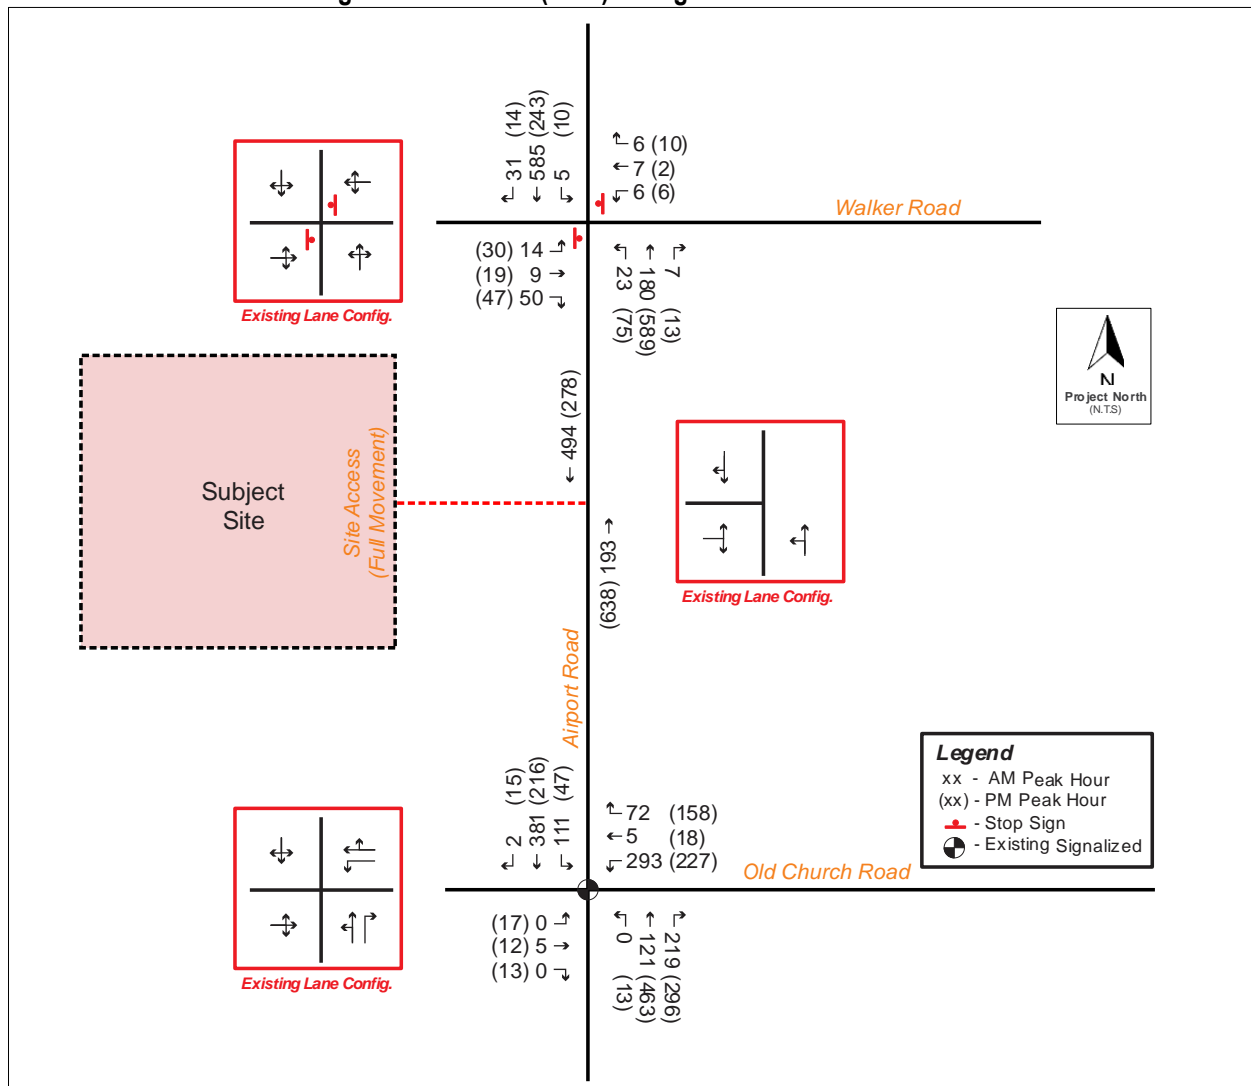 31 (14)
585 (243)
5 (10)
6 (10)
7 (2)
6 (6)
Walker Road
(30) 14
(19) 9
(47) 50
23 (75)
180 (589)
7 (13)
Existing Lane Config.
494 (278)
N
Project North
(N.T.S)
Subject
Site
Site Access
(Full Movement)
(638) 193
Existing Lane Config.
Airport Road
Legend
xx - AM Peak Hour
(xx) - PM Peak Hour
- Stop Sign
- Existing Signalized
2 (15)
381 (216)
111 (47)
72 (158)
5 (18)
293 (227)
Old Church Road
(17) 0
(12) 5
(13) 0
0 (13)
121 (463)
219 (296)
Existing Lane Config.